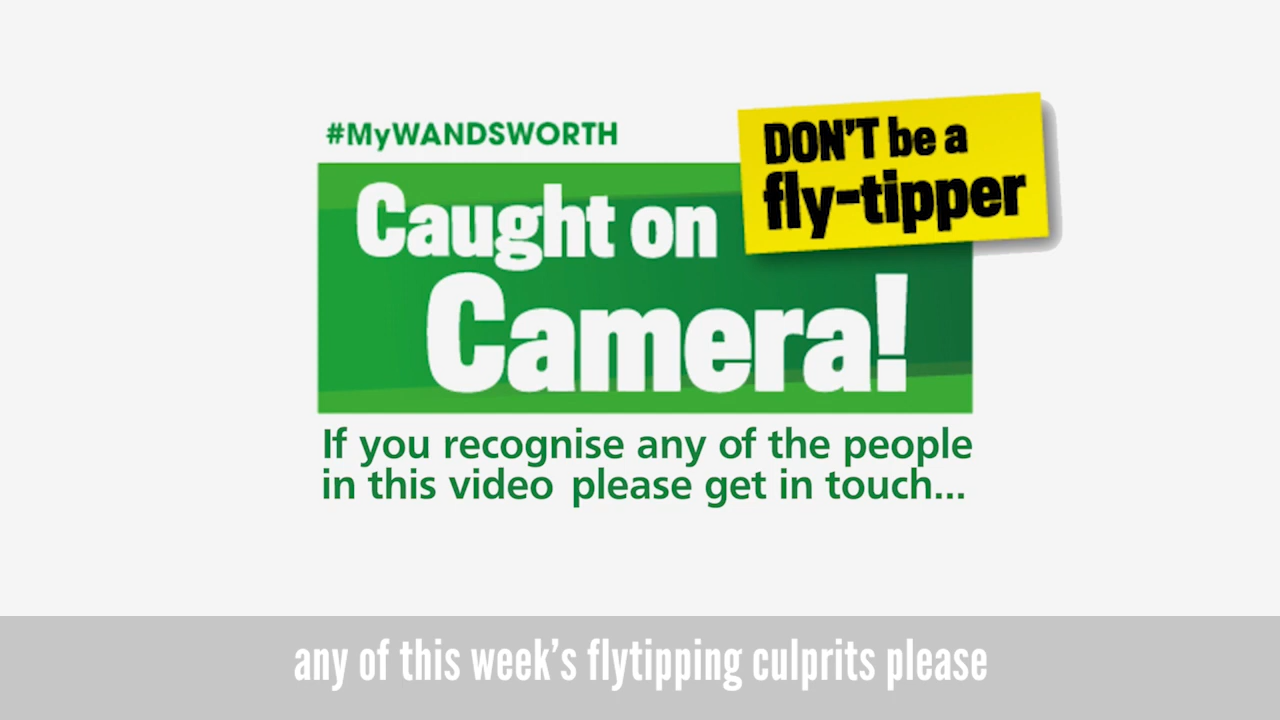 #MyWANDSWORTH
DON'T be a
fly-tipper
Caught on
Camera!
If you recognise any of the people
in this video please get in touch...
any of this week's flytipping culprits please